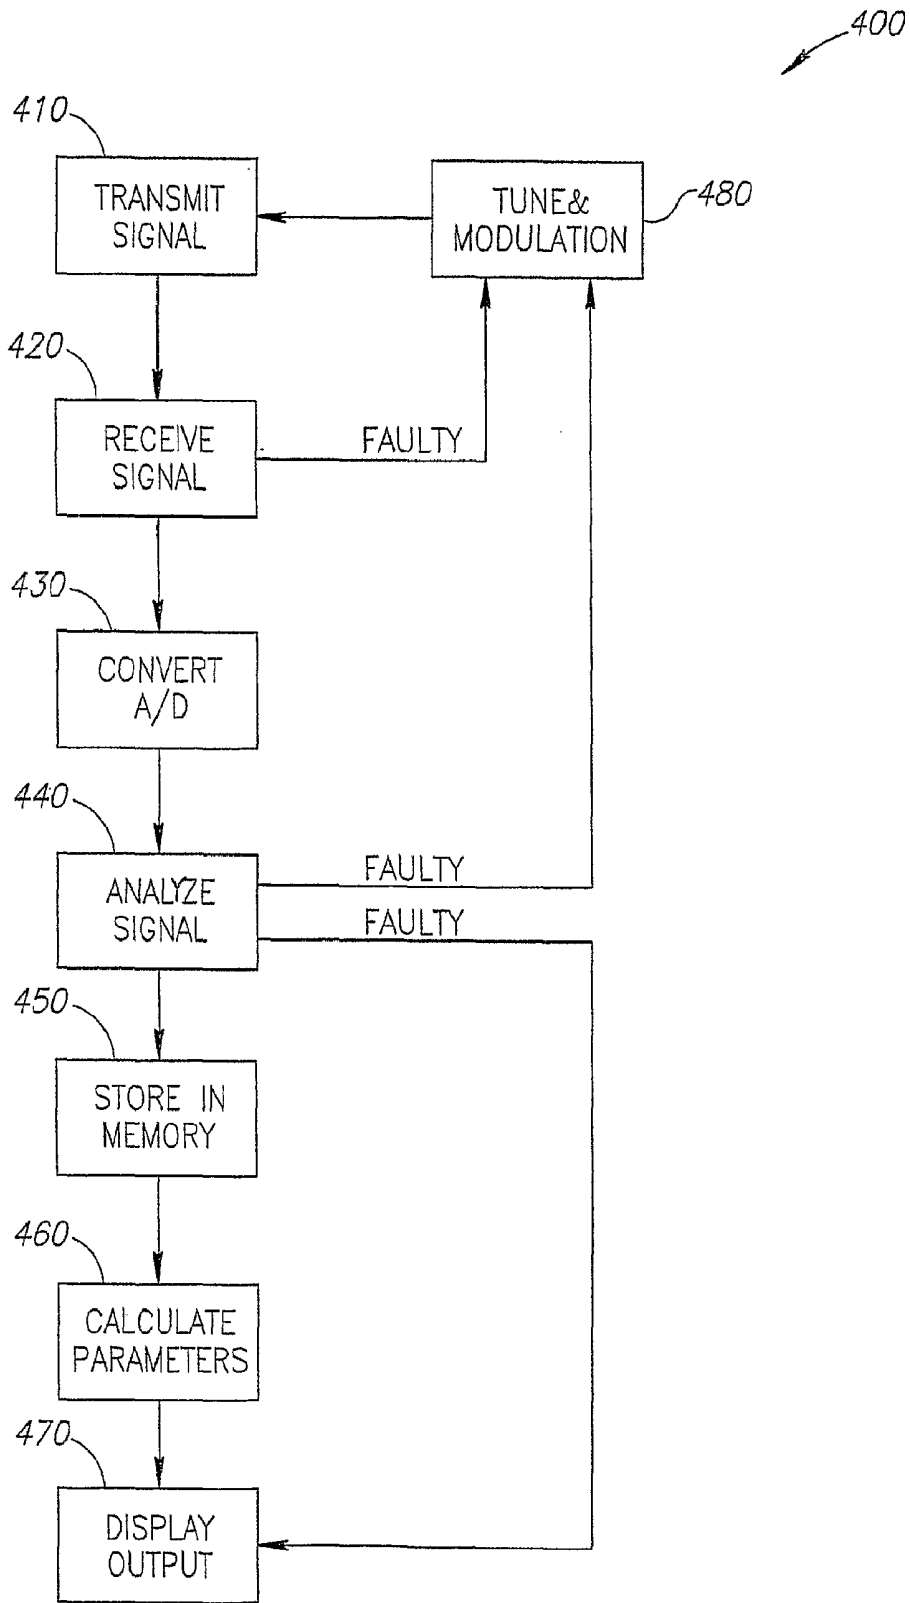 400
410
TRANSMIT
SIGNAL
TUNE&
MODULATION
480
420
RECEIVE
SIGNAL
FAULTY
430
CONVERT
A/D
440
ANALYZE
SIGNAL
FAULTY
FAULTY
450
STORE IN
MEMORY
460
CALCULATE
PARAMETERS
470
DISPLAY
OUTPUT